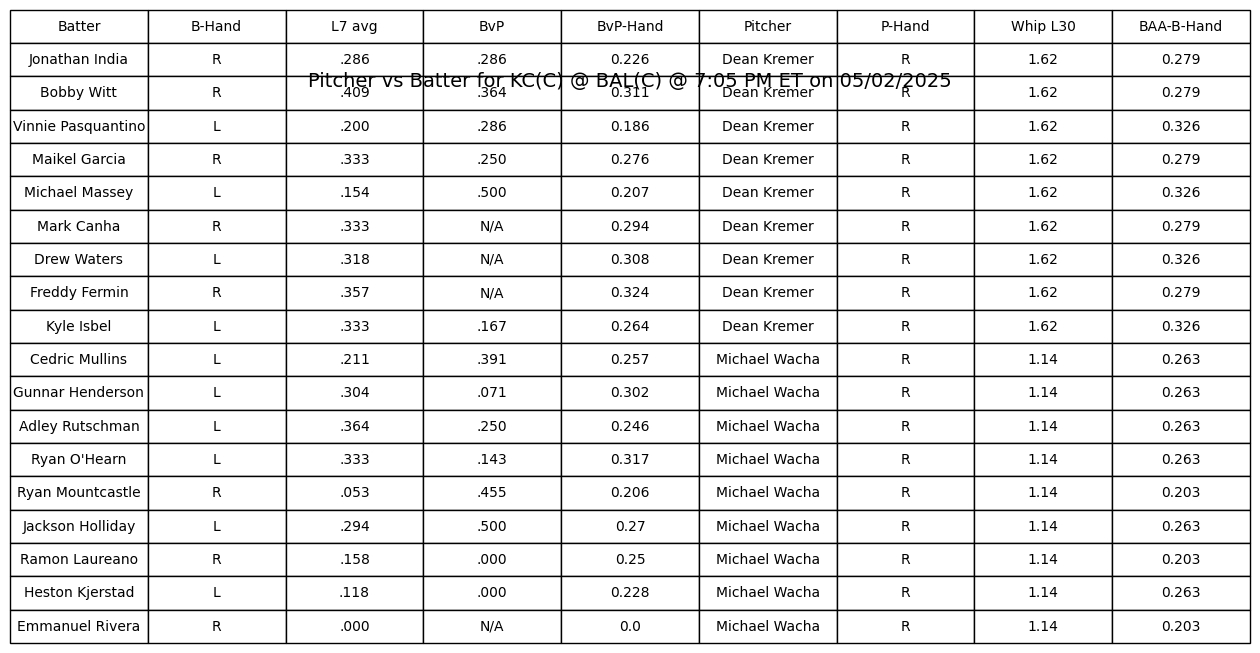 Batter B-Hand L7 avg BvP BvP-Hand Pitcher P-Hand Whip L30 BAA-B-Hand
Jonathan India R .286 .286 0.226 Dean Kremer R 1.62 0.279
Pitcher vs Batter for KC(C) @ BAL(C) @ 7:05 PM ET on 05/02/2025
Bobby Witt R .409 .364 0.311 Dean Kremer R 1.62 0.279
Vinnie Pasquantino L .200 .286 0.186 Dean Kremer R 1.62 0.326
Maikel Garcia R .333 .250 0.276 Dean Kremer R 1.62 0.279
Michael Massey L .154 .500 0.207 Dean Kremer R 1.62 0.326
Mark Canha R .333 N/A 0.294 Dean Kremer R 1.62 0.279
Drew Waters L .318 N/A 0.308 Dean Kremer R 1.62 0.326
Freddy Fermin R .357 N/A 0.324 Dean Kremer R 1.62 0.279
Kyle Isbel L .333 .167 0.264 Dean Kremer R 1.62 0.326
Cedric Mullins L .211 .391 0.257 Michael Wacha R 1.14 0.263
Gunnar Henderson L .304 .071 0.302 Michael Wacha R 1.14 0.263
Adley Rutschman L .364 .250 0.246 Michael Wacha R 1.14 0.263
Ryan O'Hearn L .333 .143 0.317 Michael Wacha R 1.14 0.263
Ryan Mountcastle R .053 .455 0.206 Michael Wacha R 1.14 0.203
Jackson Holliday L .294 .500 0.27 Michael Wacha R 1.14 0.263
Ramon Laureano R .158 .000 0.25 Michael Wacha R 1.14 0.203
Heston Kjerstad L .118 .000 0.228 Michael Wacha R 1.14 0.263
Emmanuel Rivera R .000 N/A 0.0 Michael Wacha R 1.14 0.203